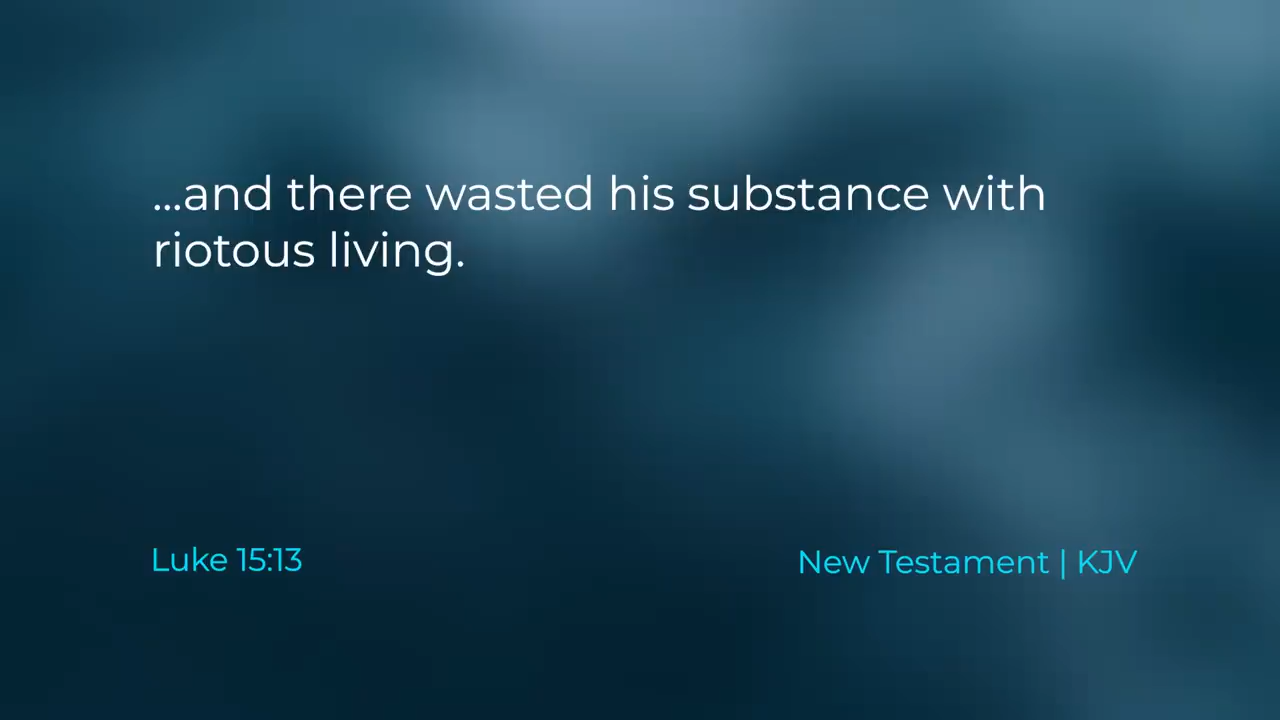 ...and there wasted his substance with
riotous living.
Luke 15:13
New Testament | KJV